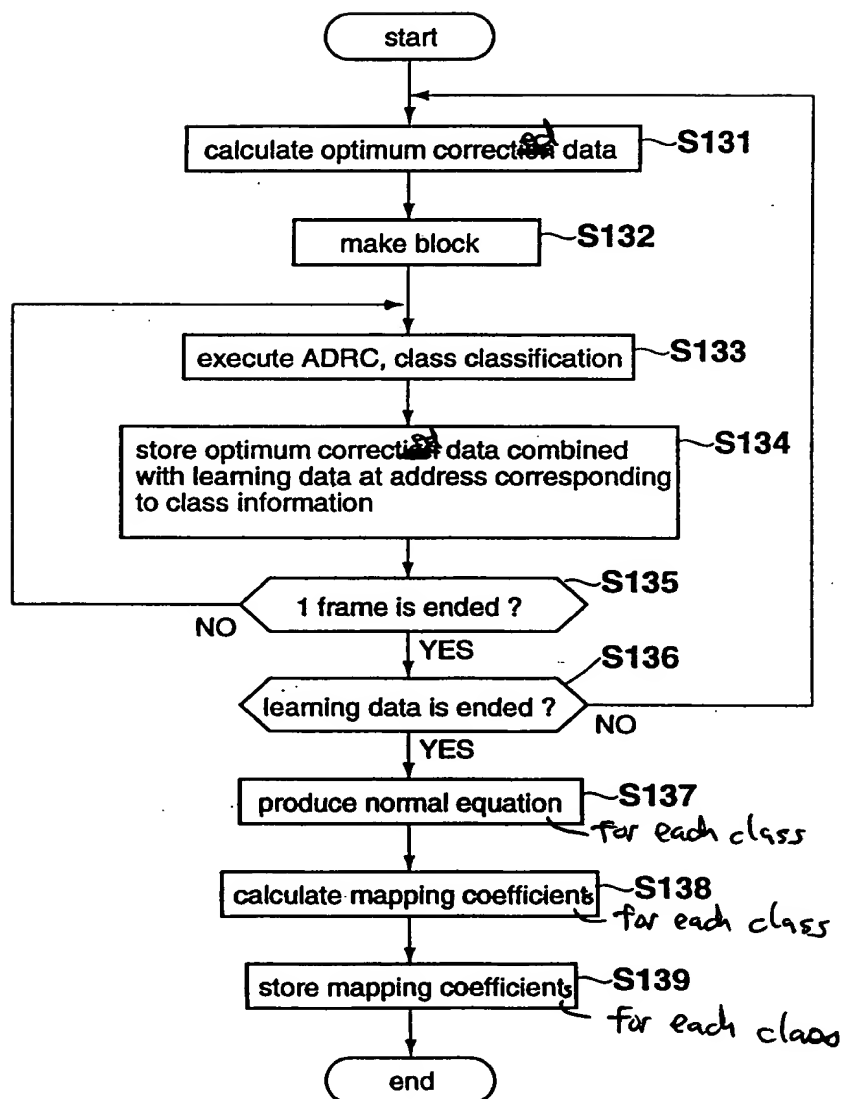 start
calculate optimum corrected data
S131
make block
S132
execute ADRC, class classification
S133
store optimum corrected data combined
with learning data at address corresponding
to class information
S134
1 frame is ended ?
S135
NO
YES
learning data is ended ?
S136
NO
YES
produce normal equation
S137
for each class
calculate mapping coefficients
S138
for each class
store mapping coefficients
S139
for each class
end